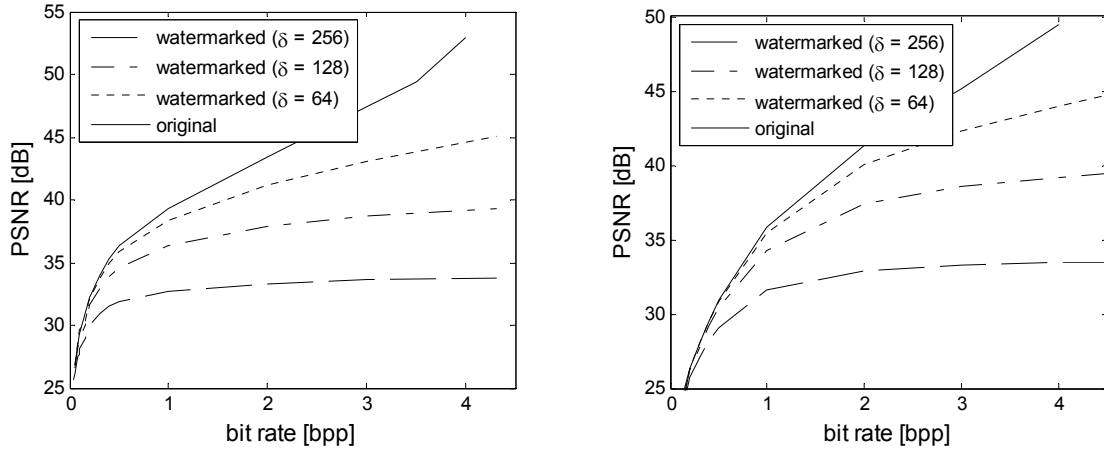 55
50
45
40
35
30
25
PSNR [dB]
watermarked (δ = 256)
watermarked (δ = 128)
watermarked (δ = 64)
original
0 1 2 3 4
bit rate [bpp]
50
45
40
35
30
25
PSNR [dB]
watermarked (δ = 256)
watermarked (δ = 128)
watermarked (δ = 64)
original
0 1 2 3 4
bit rate [bpp]